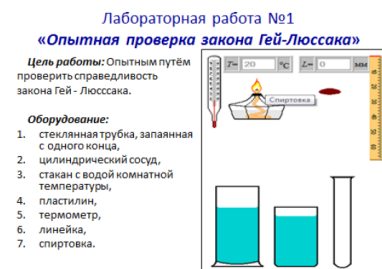 Лабораторная работа №1
«Опытная проверка закона Гей-Люссака»
Цель работы: Опытным путём
проверить справедливость
закона Гей - Люсссака.
Оборудование:
1. стеклянная трубка, запаянная
с одного конца,
2. цилиндрический сосуд,
3. стакан с водой комнатной
температуры,
4. пластилин,
5. термометр,
6. линейка,
7. спиртовка.
T= 20 °C L= 0 мм
Спиртовка